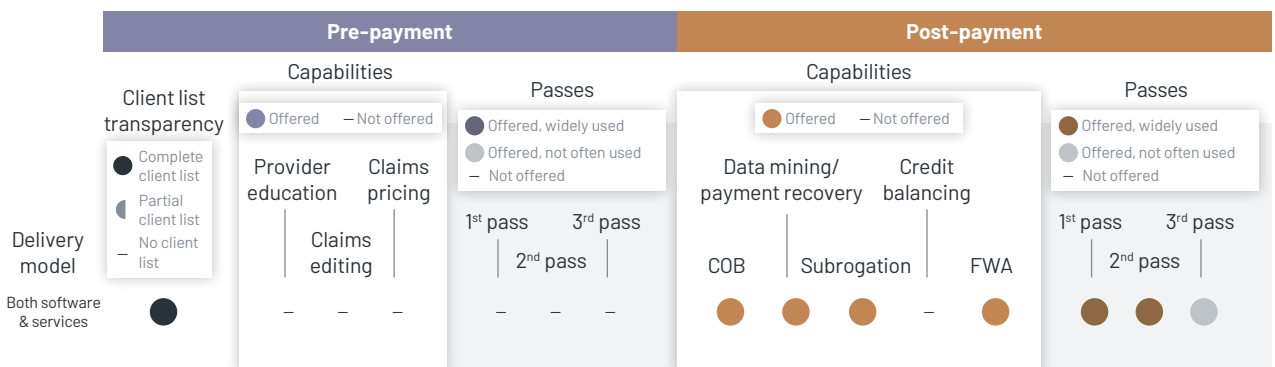 Pre-payment
Post-payment
Client list
transparency
Complete
client list
Partial
client list
– No client
list
Capabilities
Offered
– Not offered
Provider
education
Claims
pricing
Claims
editing
Passes
Offered, widely used
Offered, not often used
– Not offered
1st pass
3rd pass
2nd pass
Capabilities
Offered
– Not offered
Data mining/
payment recovery
Credit
balancing
COB
Subrogation
FWA
Passes
Offered, widely used
Offered, not often used
– Not offered
1st pass
3rd pass
2nd pass
Delivery
model
Both software
& services
– – –
– – –
–